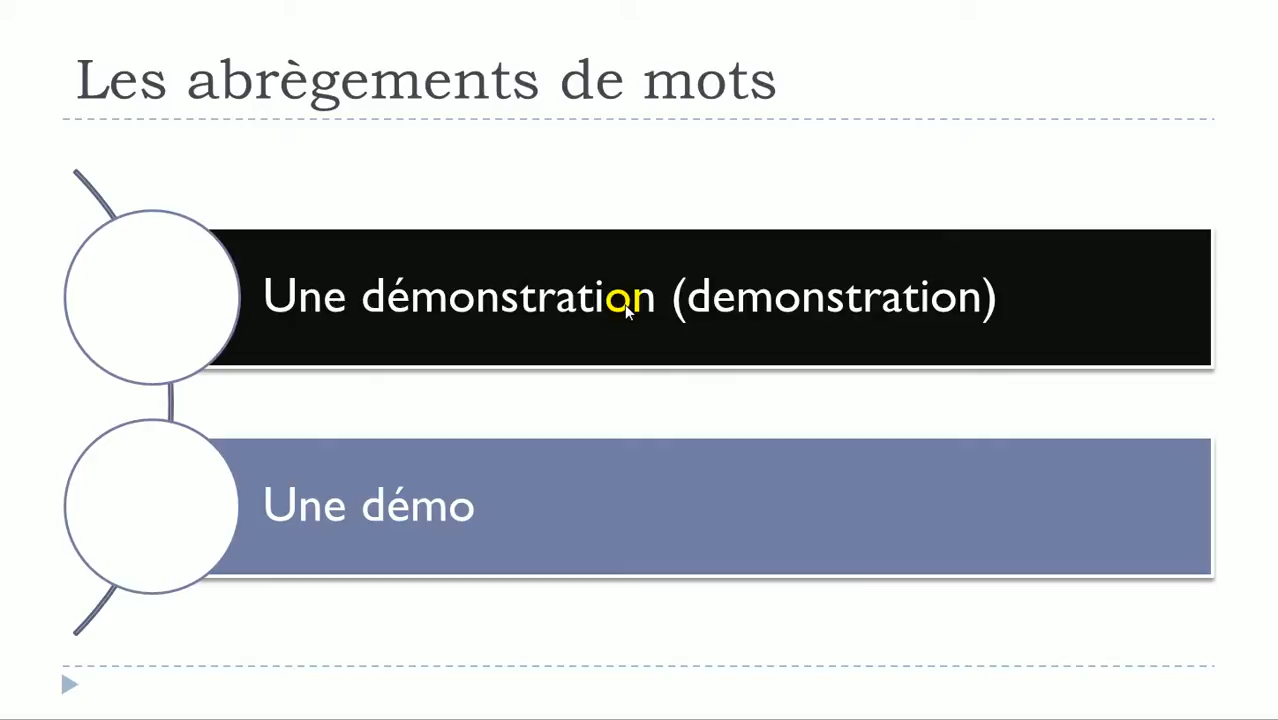 Les abrègements de mots
Une démonstration (demonstration)
Une démo